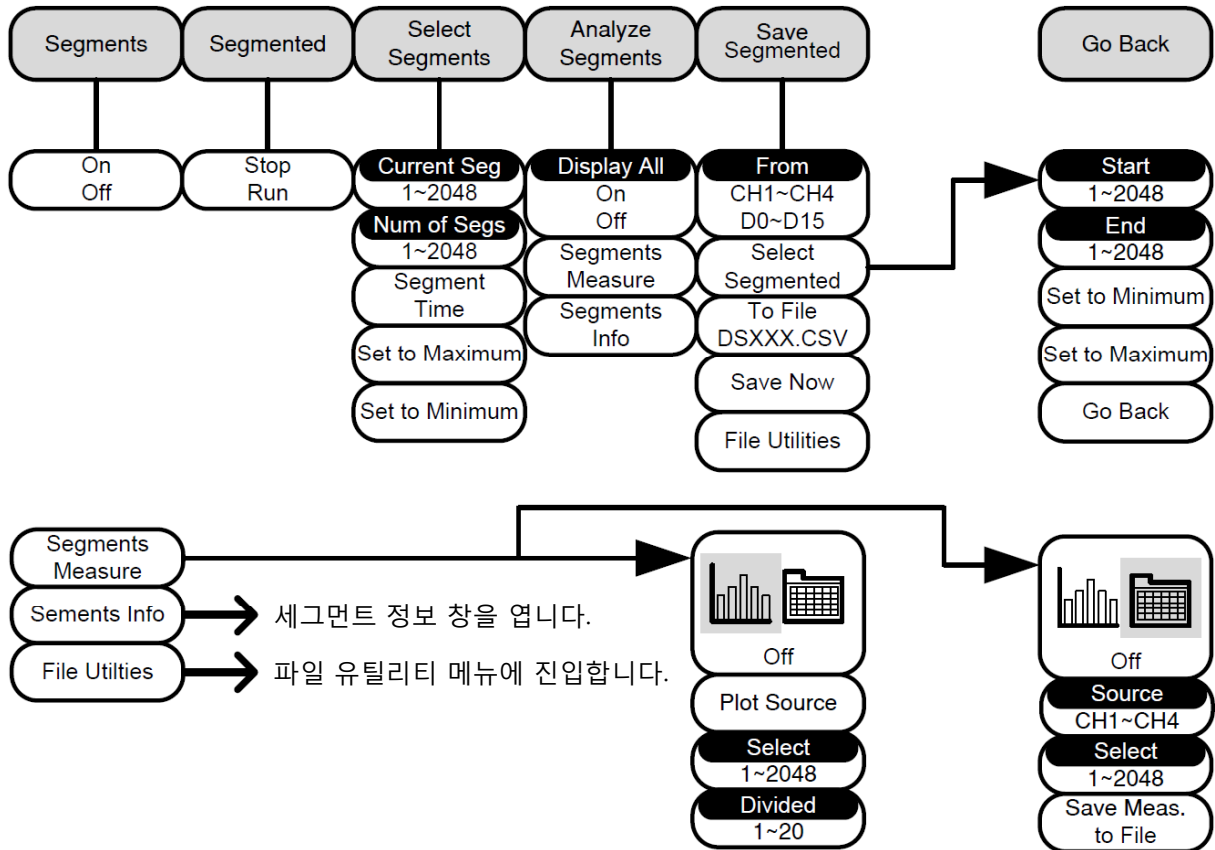 Segments
Segmented
Select
Segments
Analyze
Segments
Save
Segmented
Go Back
On
Off
Stop
Run
Current Seg
1~2048
Num of Segs
1~2048
Segment
Time
Set to Maximum
Set to Minimum
Display All
On
Off
Segments
Measure
Segments
Info
From
CH1~CH4
D0~D15
Select
Segmented
To File
DSXXX.CSV
Save Now
File Utilities
Start
1~2048
End
1~2048
Set to Minimum
Set to Maximum
Go Back
Segments
Measure
Sements Info
세그먼트 정보 창을 엽니다.
File Utilties
파일 유틸리티 메뉴에 진입합니다.
Off
Plot Source
Select
1~2048
Divided
1~20
Off
Source
CH1~CH4
Select
1~2048
Save Meas.
to File